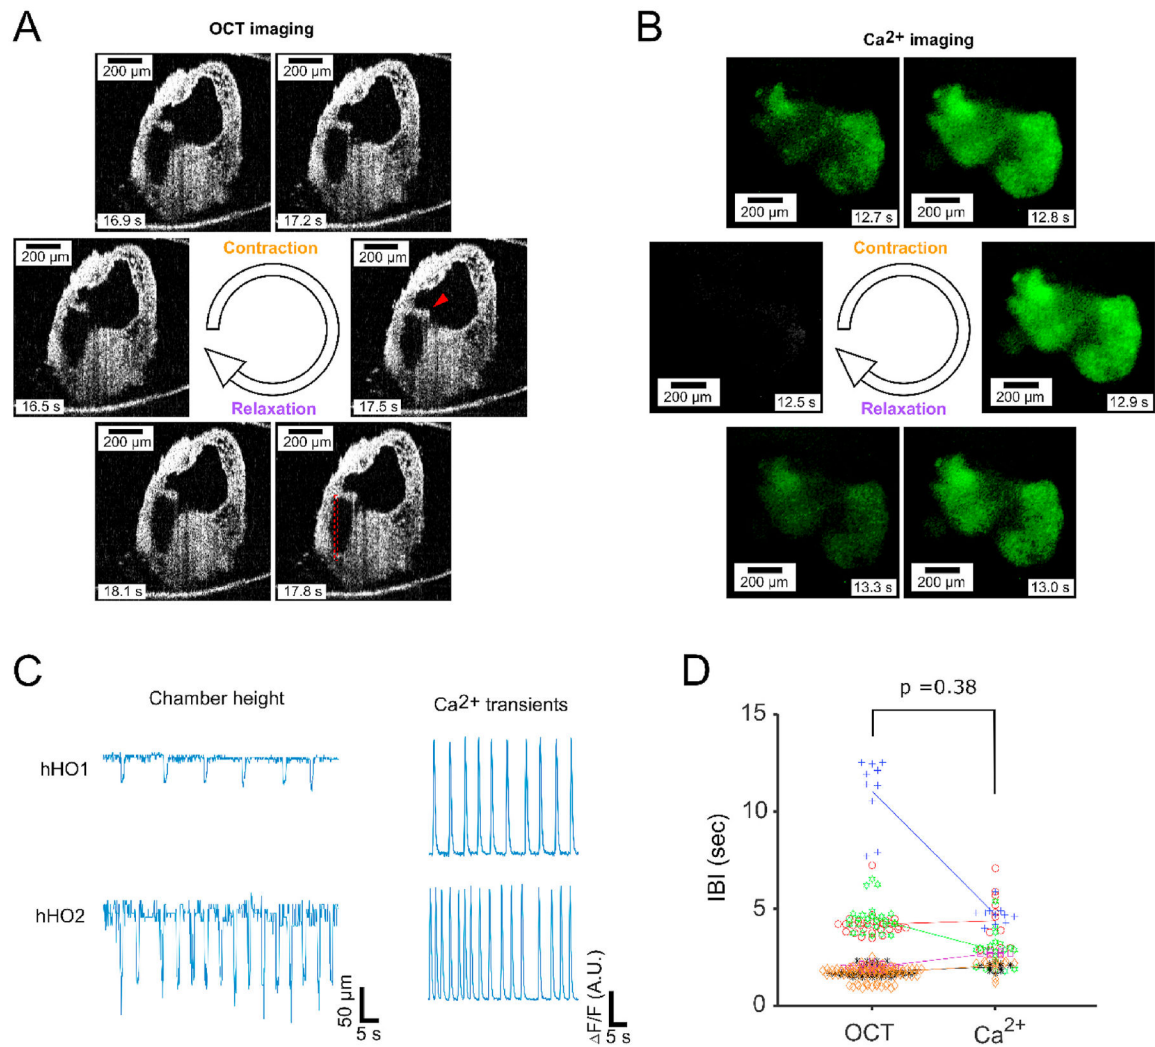 A
OCT imaging
200 µm
200 µm
16.9 s
17.2 s
200 µm
Contraction
200 µm
Relaxation
16.5 s
17.5 s
200 µm
200 µm
18.1 s
17.8 s
B
Ca2+ imaging
200 µm
12.7 s
200 µm
12.8 s
Contraction
200 µm
12.5 s
Relaxation
200 µm
12.9 s
200 µm
13.3 s
200 µm
13.0 s
C
Chamber height
Ca2+ transients
hHO1
hHO2
50 µm
5 s
△F/F (A.U.)
5 s
D
p =0.38
15
10
5
0
IBI (sec)
OCT
Ca2+